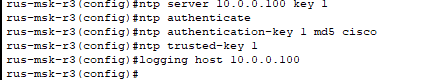 rus-msk-r3(config)#ntp server 10.0.0.100 key 1
rus-msk-r3(config)#ntp authenticate
rus-msk-r3(config)#ntp authentication-key 1 md5 cisco
rus-msk-r3(config)#ntp trusted-key 1
rus-msk-r3(config)#logging host 10.0.0.100
rus-msk-r3(config)#